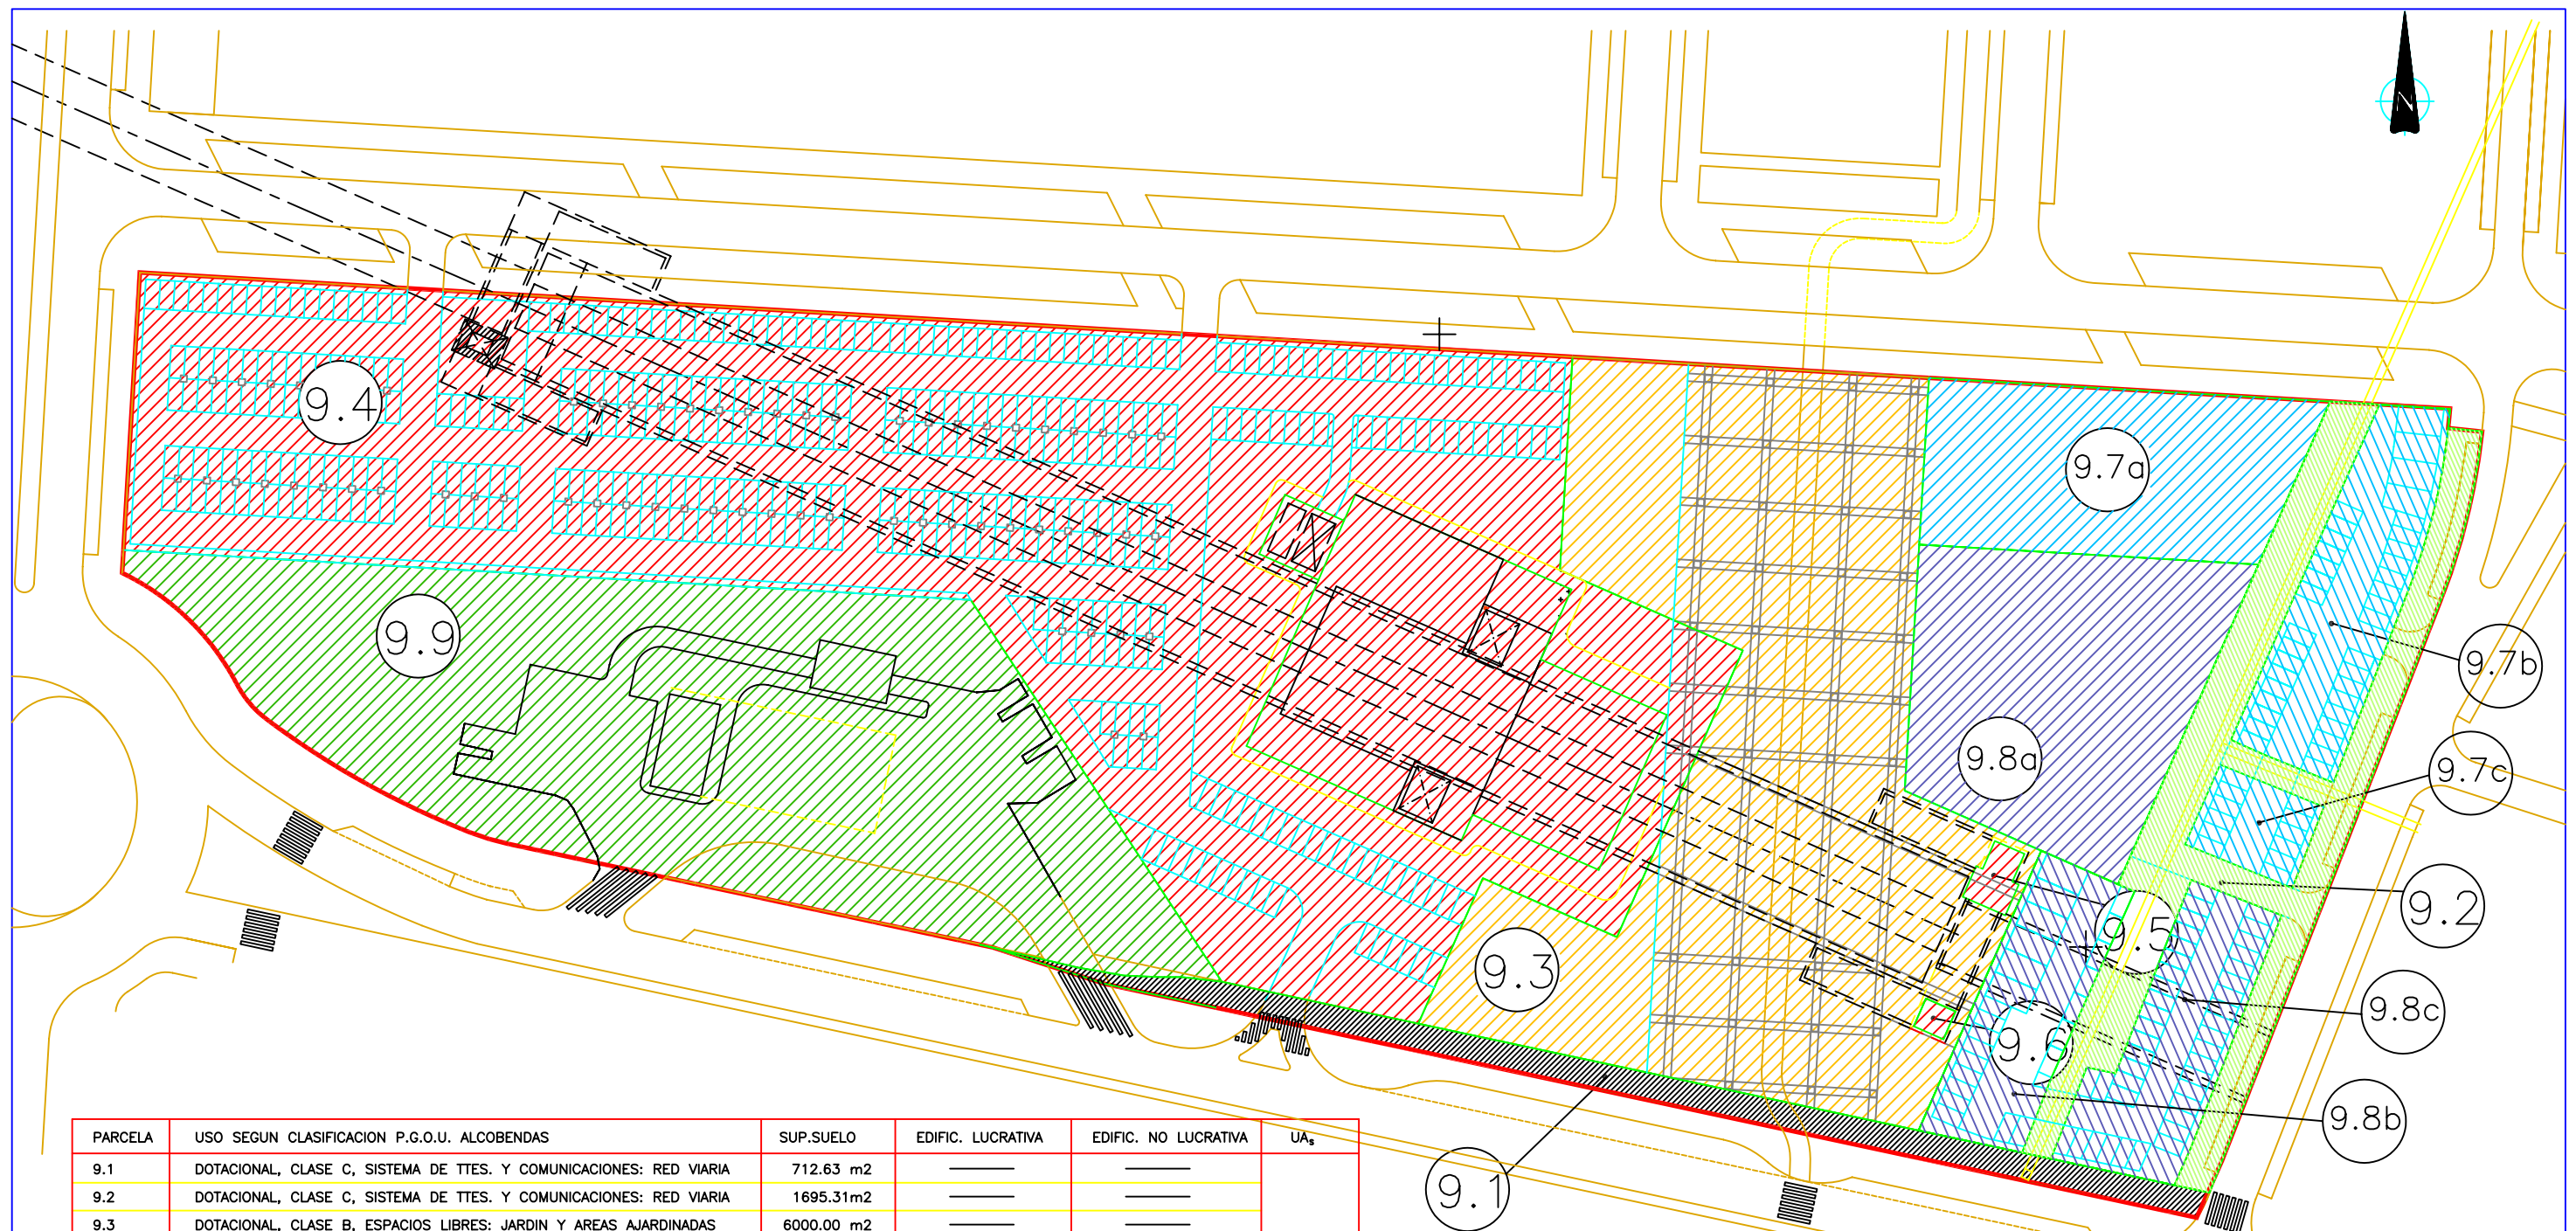 N
9.4
9.7a
9.9
9.7b
9.8a
9.7c
9.2
9.5
9.3
9.8c
9.6
9.8b
9.1
PARCELA USO SEGUN CLASIFICACION P.G.O.U. ALCOBENDAS SUP.SUELO EDIFIC. LUCRATIVA EDIFIC. NO LUCRATIVA UAs
9.1 DOTACIONAL, CLASE C, SISTEMA DE TTES. Y COMUNICACIONES: RED VIARIA 712.63 m2
9.2 DOTACIONAL, CLASE C, SISTEMA DE TTES. Y COMUNICACIONES: RED VIARIA 1695.31m2
9.3 DOTACIONAL, CLASE B, ESPACIOS LIBRES: JARDIN Y AREAS AJARDINADAS 6000.00 m2